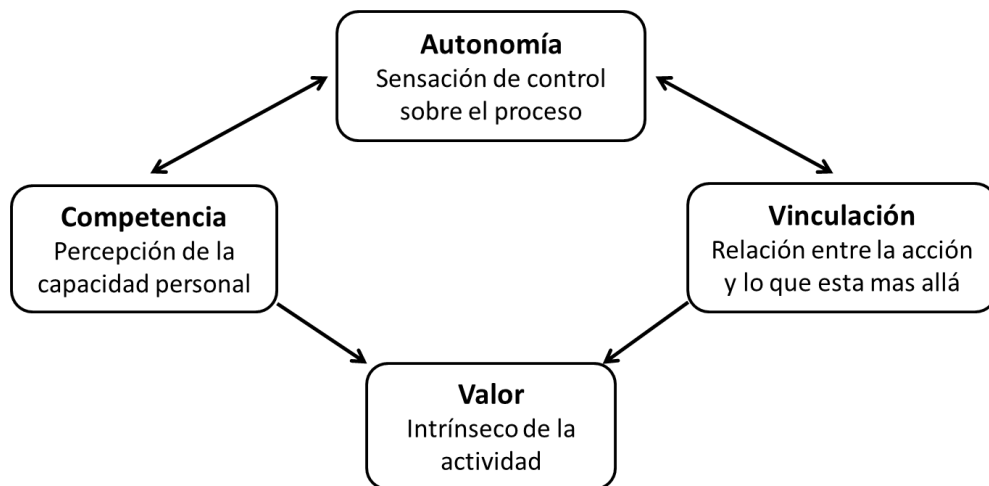 Autonomía
Sensación de control
sobre el proceso
Competencia
Percepción de la
capacidad personal
Vinculación
Relación entre la acción
y lo que esta mas allá
Valor
Intrínseco de la
actividad